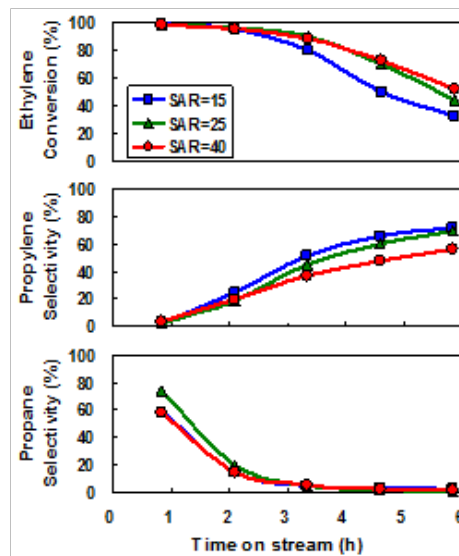 Ethylene
Conversion (%)
100
80
60
40
20
0
SAR=15
SAR=25
SAR=40
Propylene
Selectivity (%)
100
80
60
40
20
0
Propane
Selectivity (%)
100
80
60
40
20
0
0 1 2 3 4 5 6
Time on stream (h)